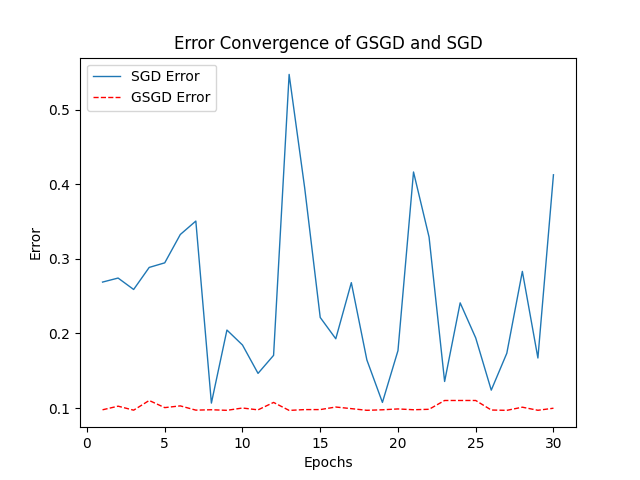 Error Convergence of GSGD and SGD
SGD Error
GSGD Error
Error
0.5
0.4
0.3
0.2
0.1
0 5 10 15 20 25 30
Epochs